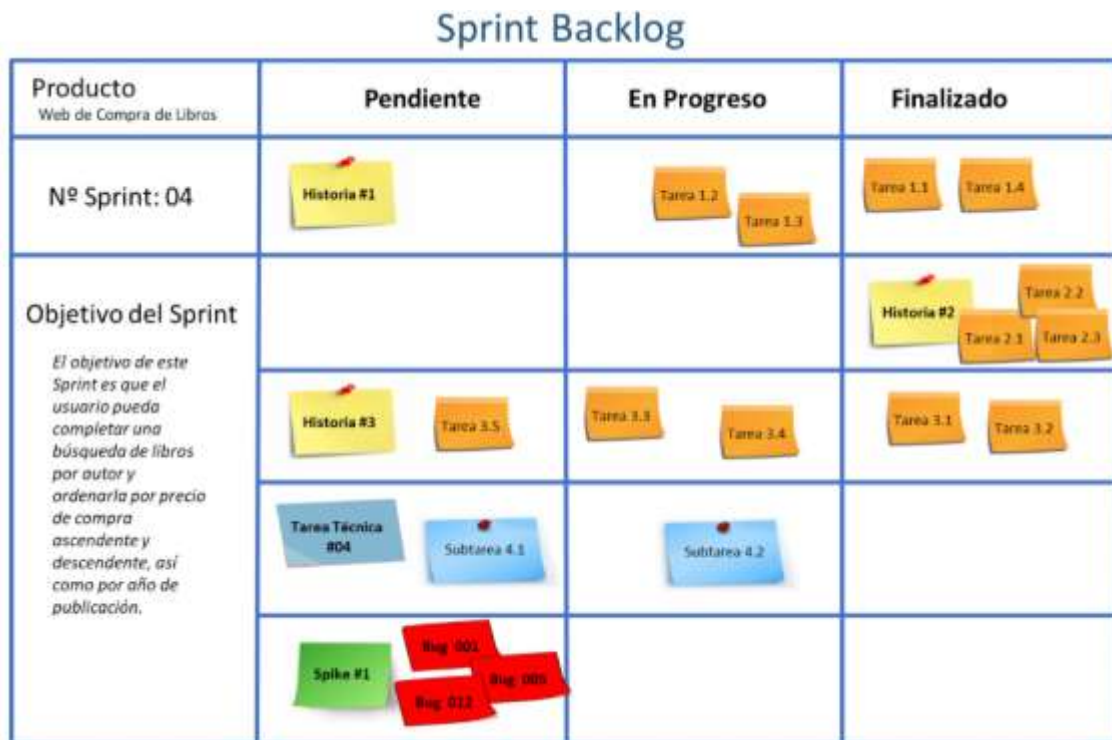 Sprint Backlog
Producto
Web de Compra de Libros
Pendiente
En Progreso
Finalizado
Nº Sprint: 04
Historia #1
Tarea 1.2
Tarea 1.3
Tarea 1.1
Tarea 1.4
Objetivo del Sprint
El objetivo de este
Sprint es que el
usuario pueda
completar una
búsqueda de libros
por autor y
ordenarla por precio
de compra
ascendente y
descendente, así
como por año de
publicación.
Historia #2
Tarea 2.2
Tarea 2.1
Tarea 2.3
Historia #3
Tarea 3.5
Tarea 3.3
Tarea 3.4
Tarea 3.1
Tarea 3.2
Tarea Técnica
#04
Subtarea 4.1
Subtarea 4.2
Spike #1
Bug 001
Bug
Bug 012